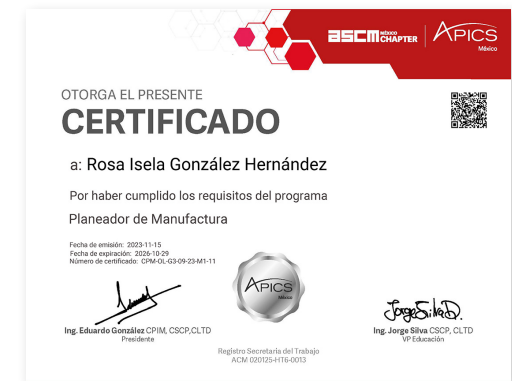 ascm MÉXICO CHAPTER
APICS
México
OTORGA EL PRESENTE
CERTIFICADO
a: Rosa Isela González Hernández
Por haber cumplido los requisitos del programa
Planeador de Manufactura
Fecha de emisión: 2023-11-15
Fecha de expiración: 2026-10-29
Número de certificado: CPM-OL-G3-09-23-M1-11
APICS
México
Jorge Silva D.
Ing. Eduardo González CPIM, CSCP,CLTD
Presidente
Ing. Jorge Silva CSCP, CLTD
VP Educación
Registro Secretaria del Trabajo
ACM 020125-HT6-0013